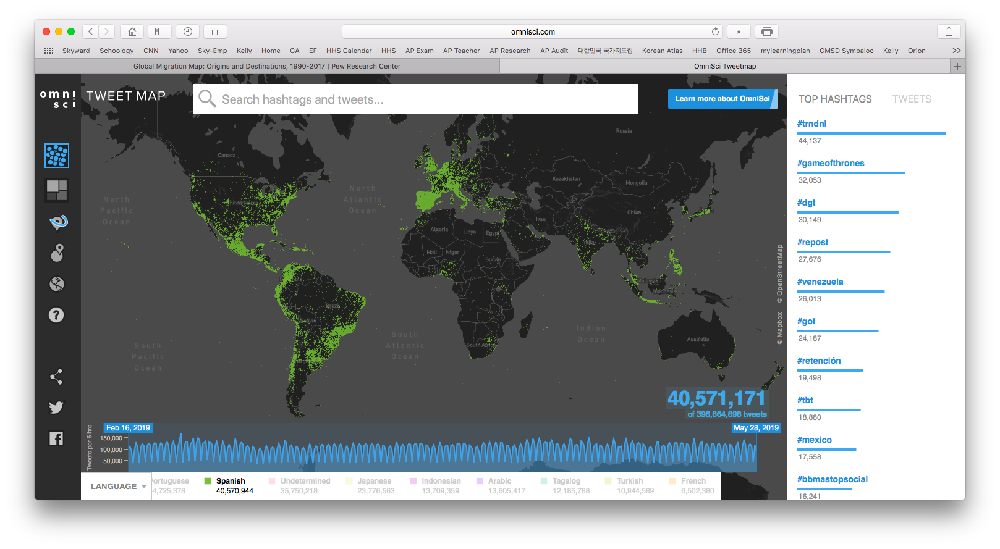 omnisci.com
Skyward Schoology CNN Yahoo Sky-Emp Kelly Home GA EF HHS Calendar HHS AP Exam AP Teacher AP Research AP Audit 대한민국 국가지도집 Korean Atlas HHB Office 365 mylearningplan GMSD Symbaloo Kelly Orion
Global Migration Map: Origins and Destinations, 1990-2017 | Pew Research Center
OmniSci Tweetmap
omni
sci
TWEET MAP
Search hashtags and tweets...
Learn more about OmniSci
TOP HASHTAGS TWEETS
#trndnl
44,137
#gameofthrones
32,053
#dgt
30,149
#repost
27,676
#venezuela
26,013
#got
24,187
#retención
19,498
#tbt
18,880
#mexico
17,558
#bbmastopsocial
16,241
Russia
Canada
Kazakhstan
Mongolia
North
Pacific
Ocean
North
Atlantic
Ocean
United States
China
Iran
Algeria
Libya
Egypt
India
Mali
Niger
Sudan
Malaysia
Indonesia
Brazil
Bolivia
South
Atlantic
Ocean
Indian
Ocean
South
Pacific
Ocean
South Africa
Australia
© Mapbox © OpenStreetMap
40,571,171
of 396,664,898 tweets
Feb 16, 2019
May 28, 2019
Tweets per 6 hrs
150,000
100,000
50,000
LANGUAGE
ortuguese
4,725,378
Spanish
40,570,944
Undetermined
35,750,218
Japanese
23,776,563
Indonesian
13,709,359
Arabic
13,605,417
Tagalog
12,185,788
Turkish
10,944,589
French
6,502,380